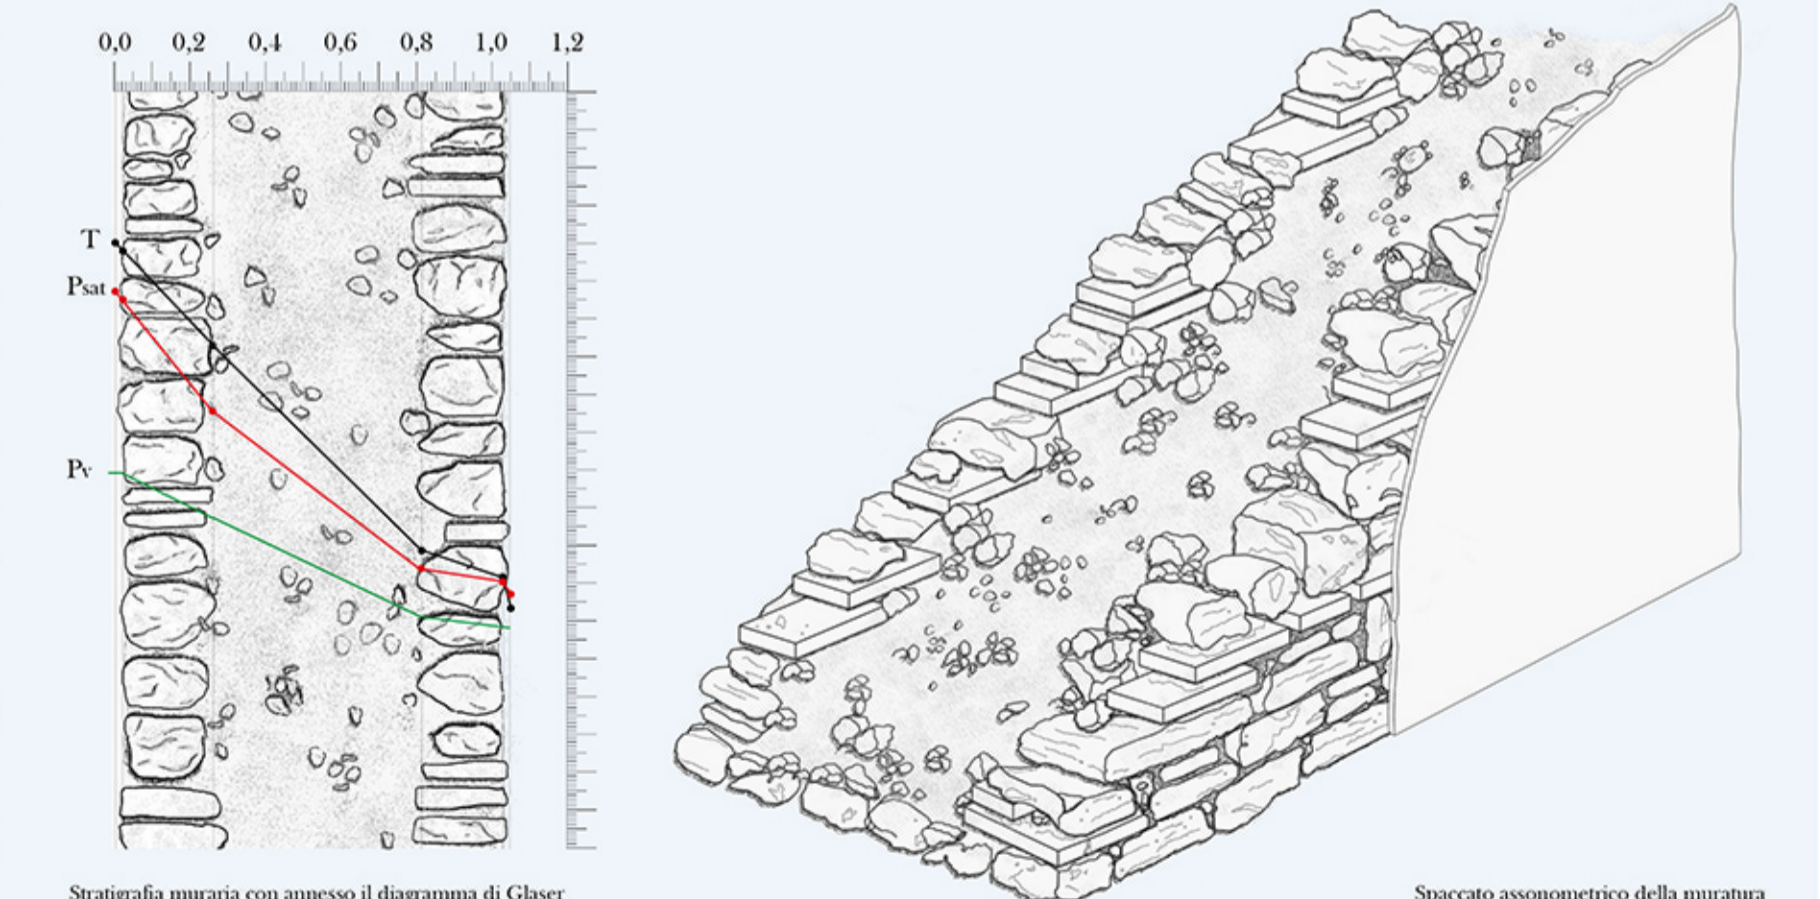 0,0 0,2 0,4 0,6 0,8 1,0 1,2
T
Psat
Pv
Stratigrafia muraria con annesso il diagramma di Glaser
Spaccato assonometrico della muratura